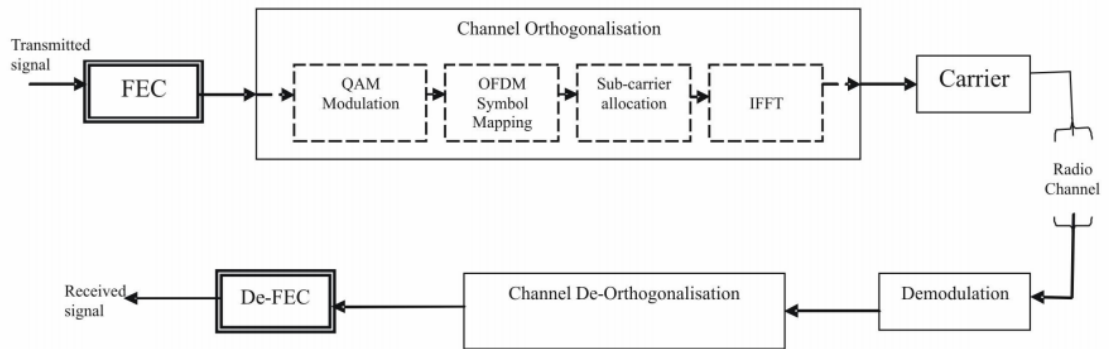 Channel Orthogonalisation
Transmitted
signal
FEC
QAM
Modulation
OFDM
Symbol
Mapping
Sub-carrier
allocation
IFFT
Carrier
Radio
Channel
Received
signal
De-FEC
Channel De-Orthogonalisation
Demodulation